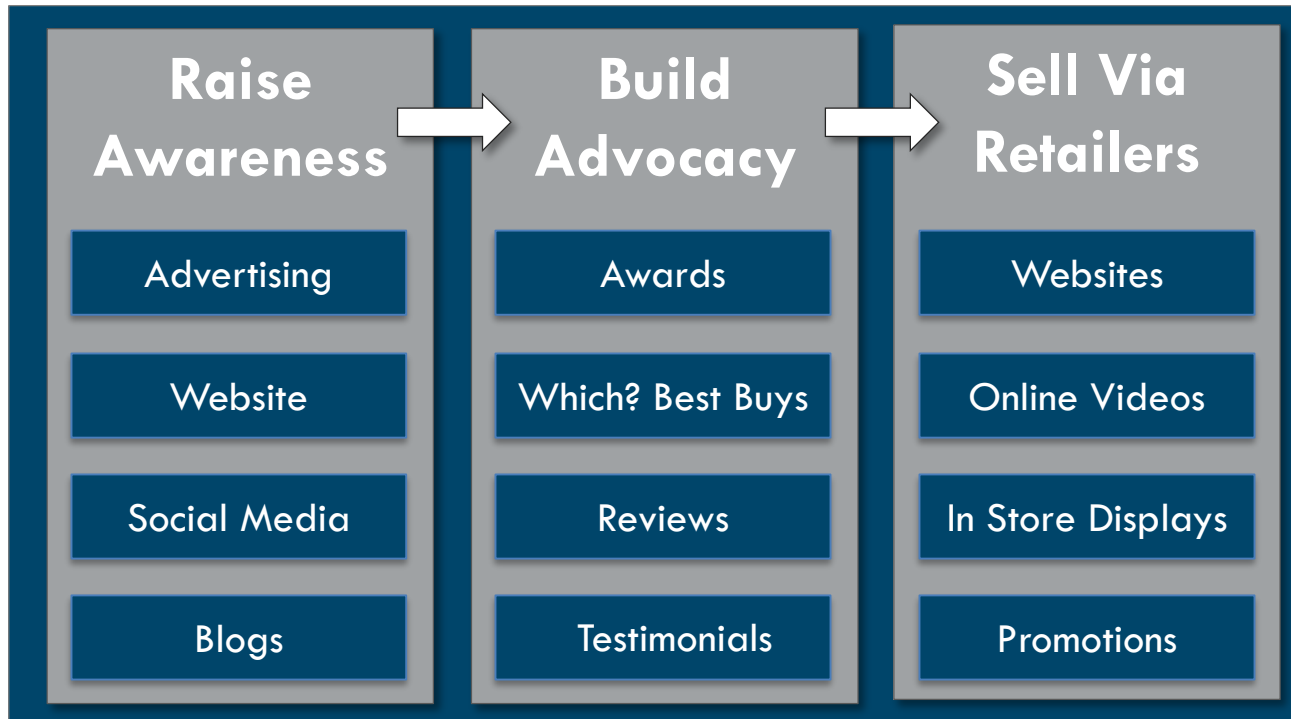 Raise
Awareness
Advertising
Website
Social Media
Blogs
Build
Advocacy
Awards
Which? Best Buys
Reviews
Testimonials
Sell Via
Retailers
Websites
Online Videos
In Store Displays
Promotions